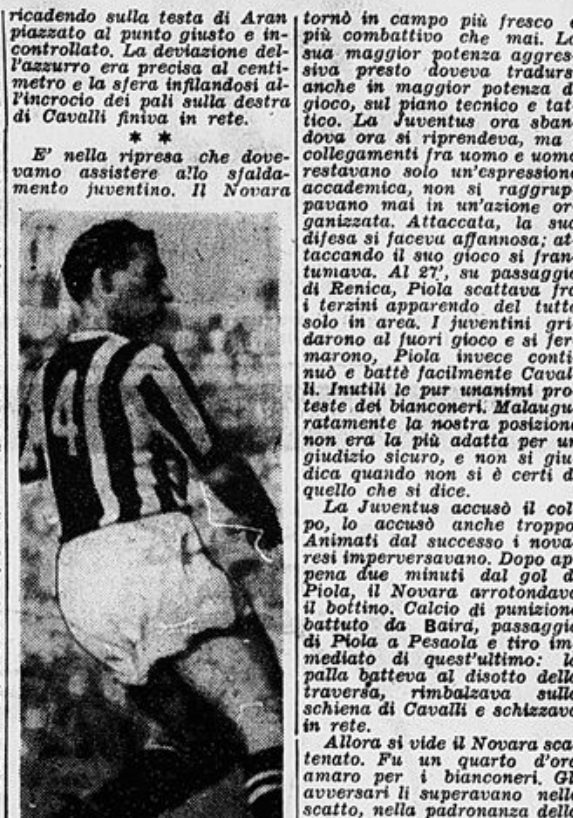 ricadendo sulla testa di Aran
piazzato al punto giusto e in-
controllato. La deviazione del-
l'azzurro era precisa al centi-
metro e la sfera infilandosi al-
l'incrocio dei pali sulla destra
di Cavalli finiva in rete.
* *
E' nella ripresa che dove-
vamo assistere allo sfalda-
mento juventino. Il Novara
4
tornò in campo più fresco e
più combattivo che mai. La
sua maggior potenza aggres-
siva presto doveva tradursi
anche in maggior potenza di
gioco, sul piano tecnico e tat-
tico. La Juventus ora sban-
dava ora si riprendeva, ma i
collegamenti fra uomo e uomo
restavano solo un'espressione
accademica, non si raggrup-
pavano mai in un'azione or-
ganizzata. Attaccata, la sua
difesa si faceva affannosa; at-
taccando il suo gioco si fran-
tumava. Al 27', su passaggio
di Renica, Piola scattava fra
i terzini apparendo del tutto
solo in area. I juventini gri-
darono al fuori gioco e si fer-
marono, Piola invece conti-
nuò e battè facilmente Caval-
li. Inutili le pur unanimi pro-
teste dei bianconeri. Malaugu-
ratamente la nostra posizione
non era la più adatta per un
giudizio sicuro, e non si giu-
dica quando non si è certi di
quello che si dice.
La Juventus accusò il col-
po, lo accusò anche troppo.
Animati dal successo i nova-
resi imperversavano. Dopo ap-
pena due minuti dal gol di
Piola, il Novara arrotondava
il bottino. Calcio di punizione
battuto da Baira, passaggio
di Piola a Pesaola e tiro im-
mediato di quest'ultimo: la
palla batteva al disotto della
traversa, rimbalzava sulla
schiena di Cavalli e schizzava
in rete.
Allora si vide il Novara sca-
tenato. Fu un quarto d'ora
amaro per i bianconeri. Gli
avversari li superavano nello
scatto, nella padronanza della